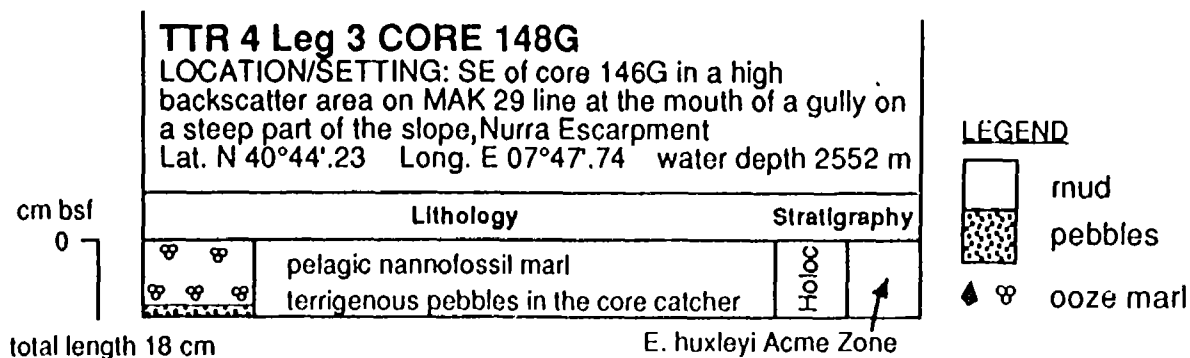 TTR 4 Leg 3 CORE 148G
LOCATION/SETTING: SE of core 146G in a high
backscatter area on MAK 29 line at the mouth of a gully on
a steep part of the slope,Nurra Escarpment
Lat. N 40°44'.23 Long. E 07°47'.74 water depth 2552 m
LEGEND
mud
pebbles
ooze marl
cm bsf
Lithology
Stratigraphy
0
pelagic nannofossil marl
terrigenous pebbles in the core catcher
Holoc
total length 18 cm
E. huxleyi Acme Zone